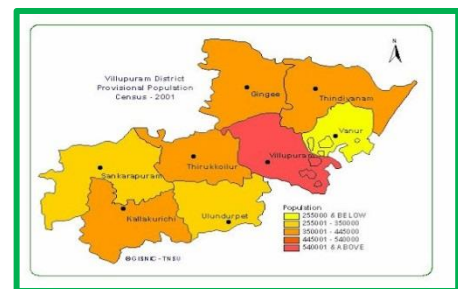 Villupuram District
Provisional Population
Census - 2001
N
Gingee
Thindivanam
Vanur
Villupuram
Thirukkoilur
Sankarapuram
Kallakurichi
Ulundurpet
Population
255000 & BELOW
255001 - 350000
350001 - 445000
445001 - 540000
540001 & ABOVE
@GISNIC - TNSU